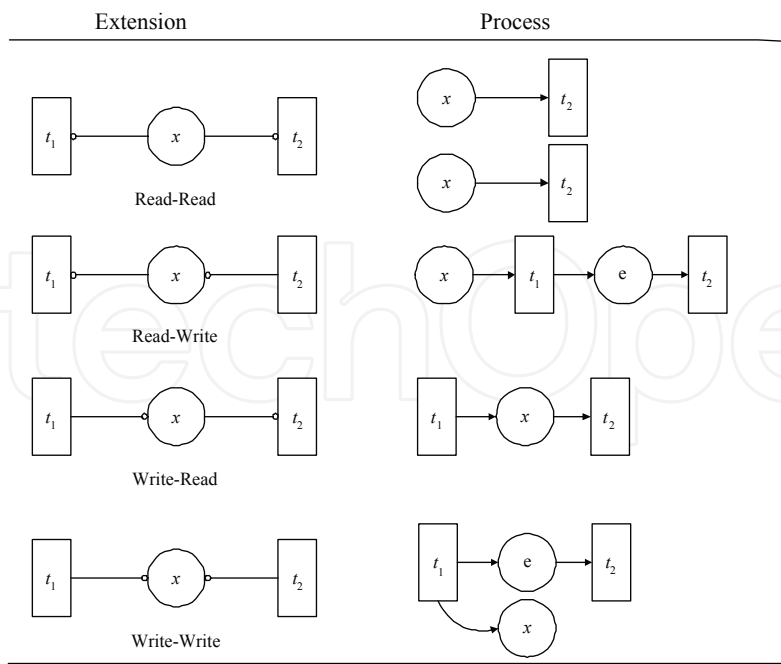 Extension Process
t1 x t2
x t2
Read-Read
x t2
t1 x t2
x t1 e t2
Read-Write
t1 x t2
t1 x t2
Write-Read
t1 x t2
t1 e t2
x
Write-Write